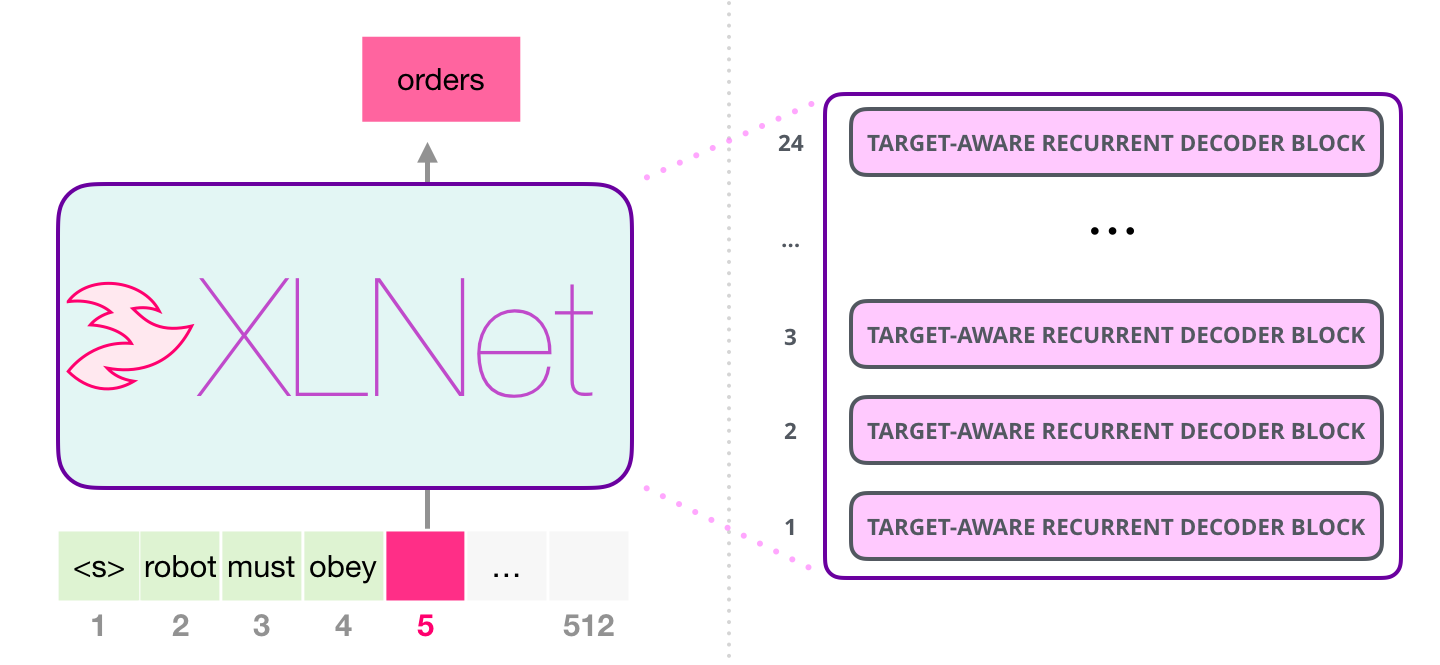 orders
XLNet
<s> robot must obey ...
1 2 3 4 5 512
24 TARGET-AWARE RECURRENT DECODER BLOCK
... ...
3 TARGET-AWARE RECURRENT DECODER BLOCK
2 TARGET-AWARE RECURRENT DECODER BLOCK
1 TARGET-AWARE RECURRENT DECODER BLOCK